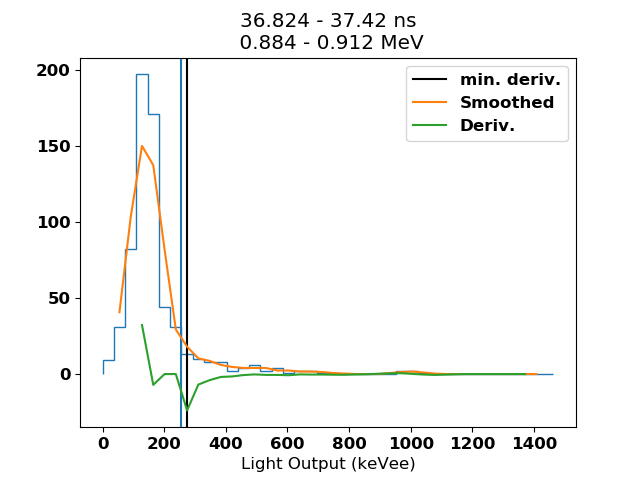 36.824 - 37.42 ns
0.884 - 0.912 MeV
min. deriv.
Smoothed
Deriv.
200
150
100
50
0
0 200 400 600 800 1000 1200 1400
Light Output (keVee)